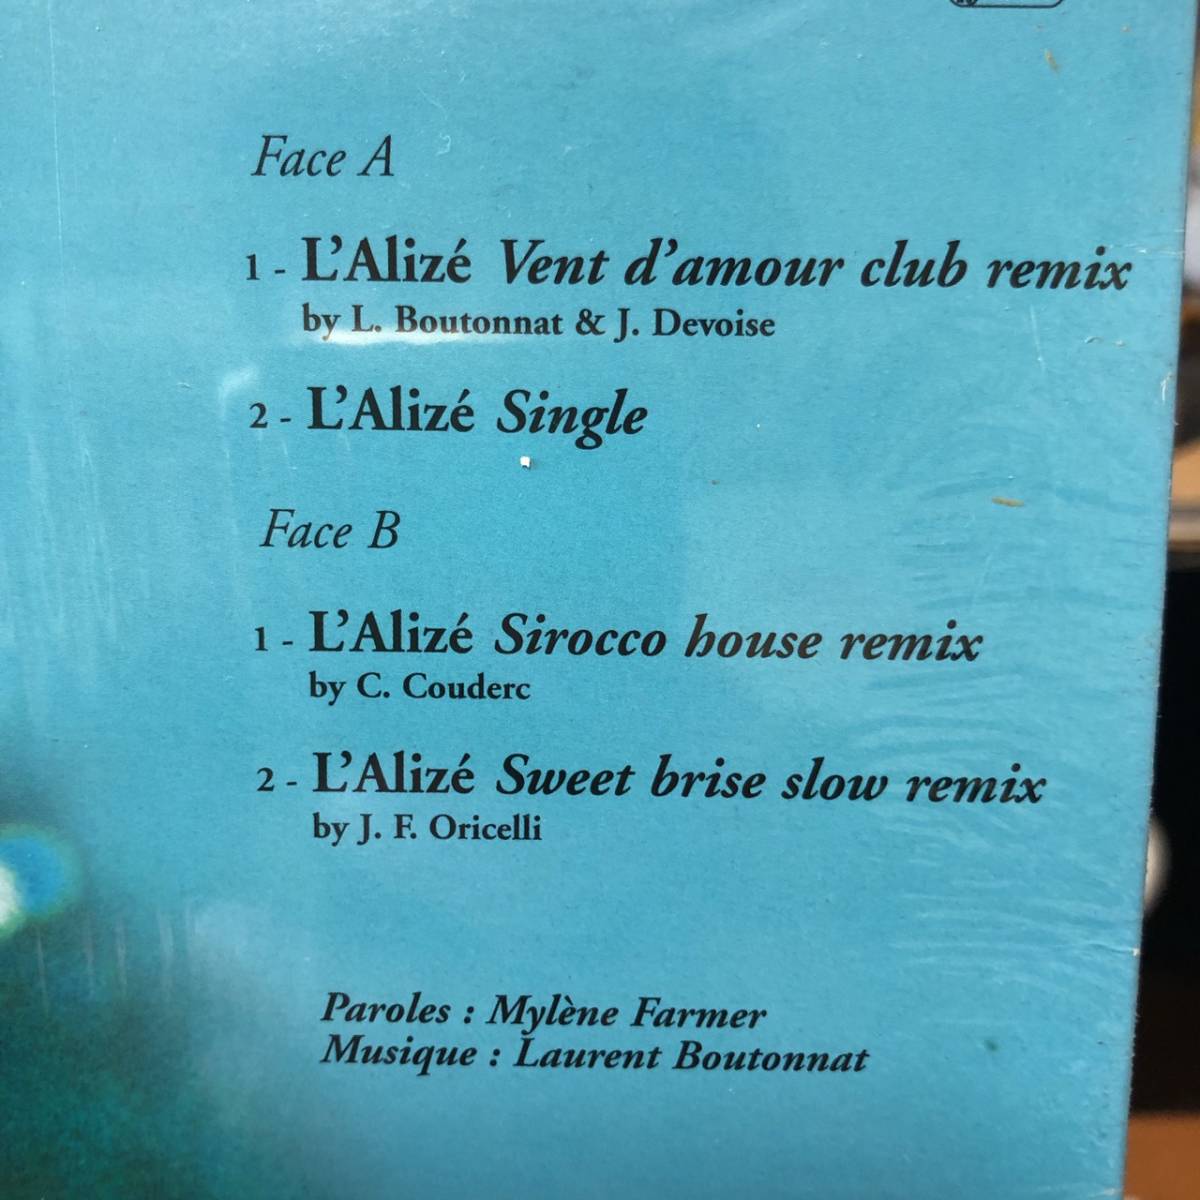 Face A
1 - L'Alizé Vent d'amour club remix
by L. Boutonnat & J. Devoise
2 - L'Alizé Single
Face B
1 - L'Alizé Sirocco house remix
by C. Couderc
2 - L'Alizé Sweet brise slow remix
by J. F. Oricelli
Paroles : Mylène Farmer
Musique : Laurent Boutonnat